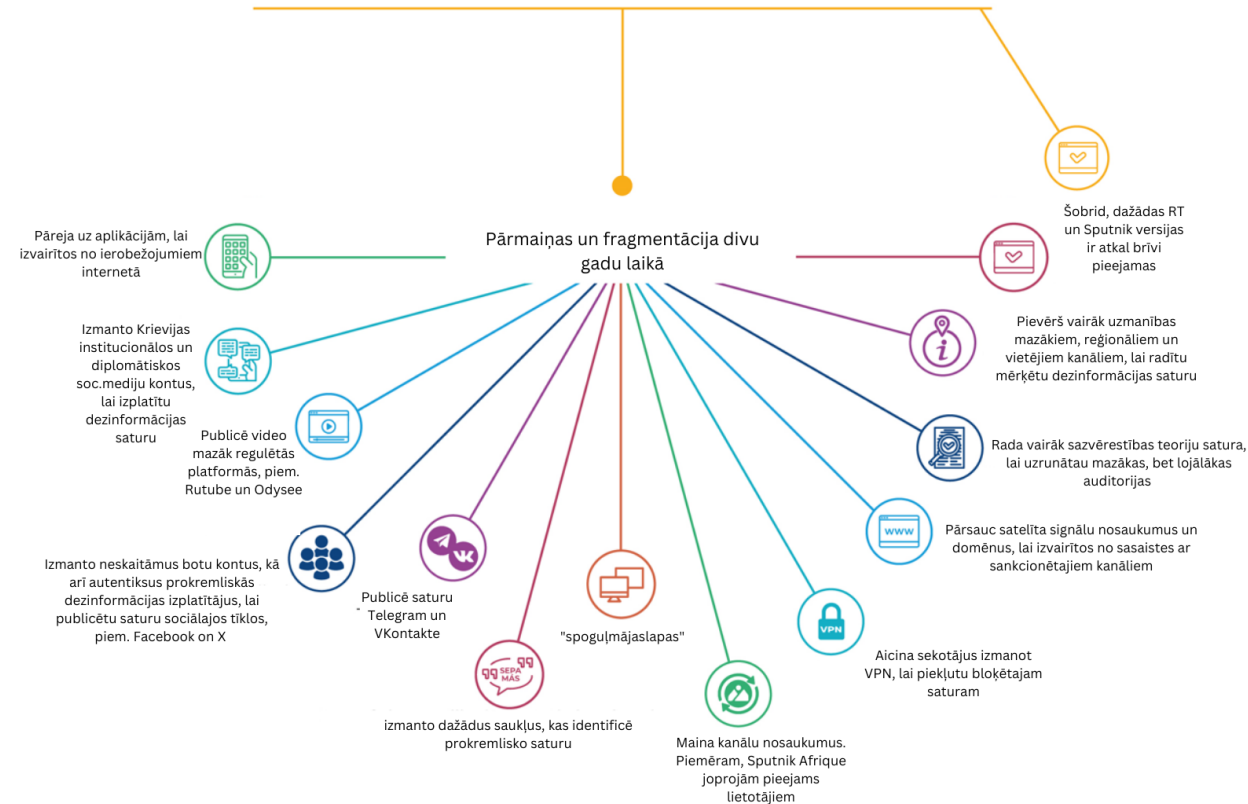 Pārmaiņas un fragmentācija divu
gadu laikā
Pāreja uz aplikācijām, lai
izvairītos no ierobežojumiem
internetā
Izmanto Krievijas
institucionālos un
diplomātiskos
soc.mediju kontus,
lai izplatītu
dezinformācijas
saturu
Publicē video
mazāk regulētās
platformās, piem.
Rutube un Odysee
Izmanto neskaitāmus botu kontus, kā
arī autentiksus prokremliskās
dezinformācijas izplatītājus, lai
publicētu saturu sociālajos tīklos,
piem. Facebook on X
VK
Publicē saturu
Telegram un
VKontakte
SEPA
MÁS
izmanto dažādus saukļus, kas identificē
prokremlisko saturu
"spoguļmājaslapas"
Maina kanālu nosaukumus.
Piemēram, Sputnik Afrique
joprojām pieejams
lietotājiem
VPN
Aicina sekotājus izmanot
VPN, lai piekļutu bloķētajam
saturam
www
Pārsauc satelīta signālu nosaukumus un
domēnus, lai izvairītos no sasaistes ar
sankcionētajiem kanāliem
Rada vairāk sazvērestības teoriju satura,
lai uzrunātau mazākas, bet lojālākas
auditorijas
Pievērš vairāk uzmanības
mazākiem, reģionāliem un
vietējiem kanāliem, lai radītu
mērķētu dezinformācijas saturu
Šobrid, dažādas RT
un Sputnik versijas
ir atkal brīvi
pieejamas